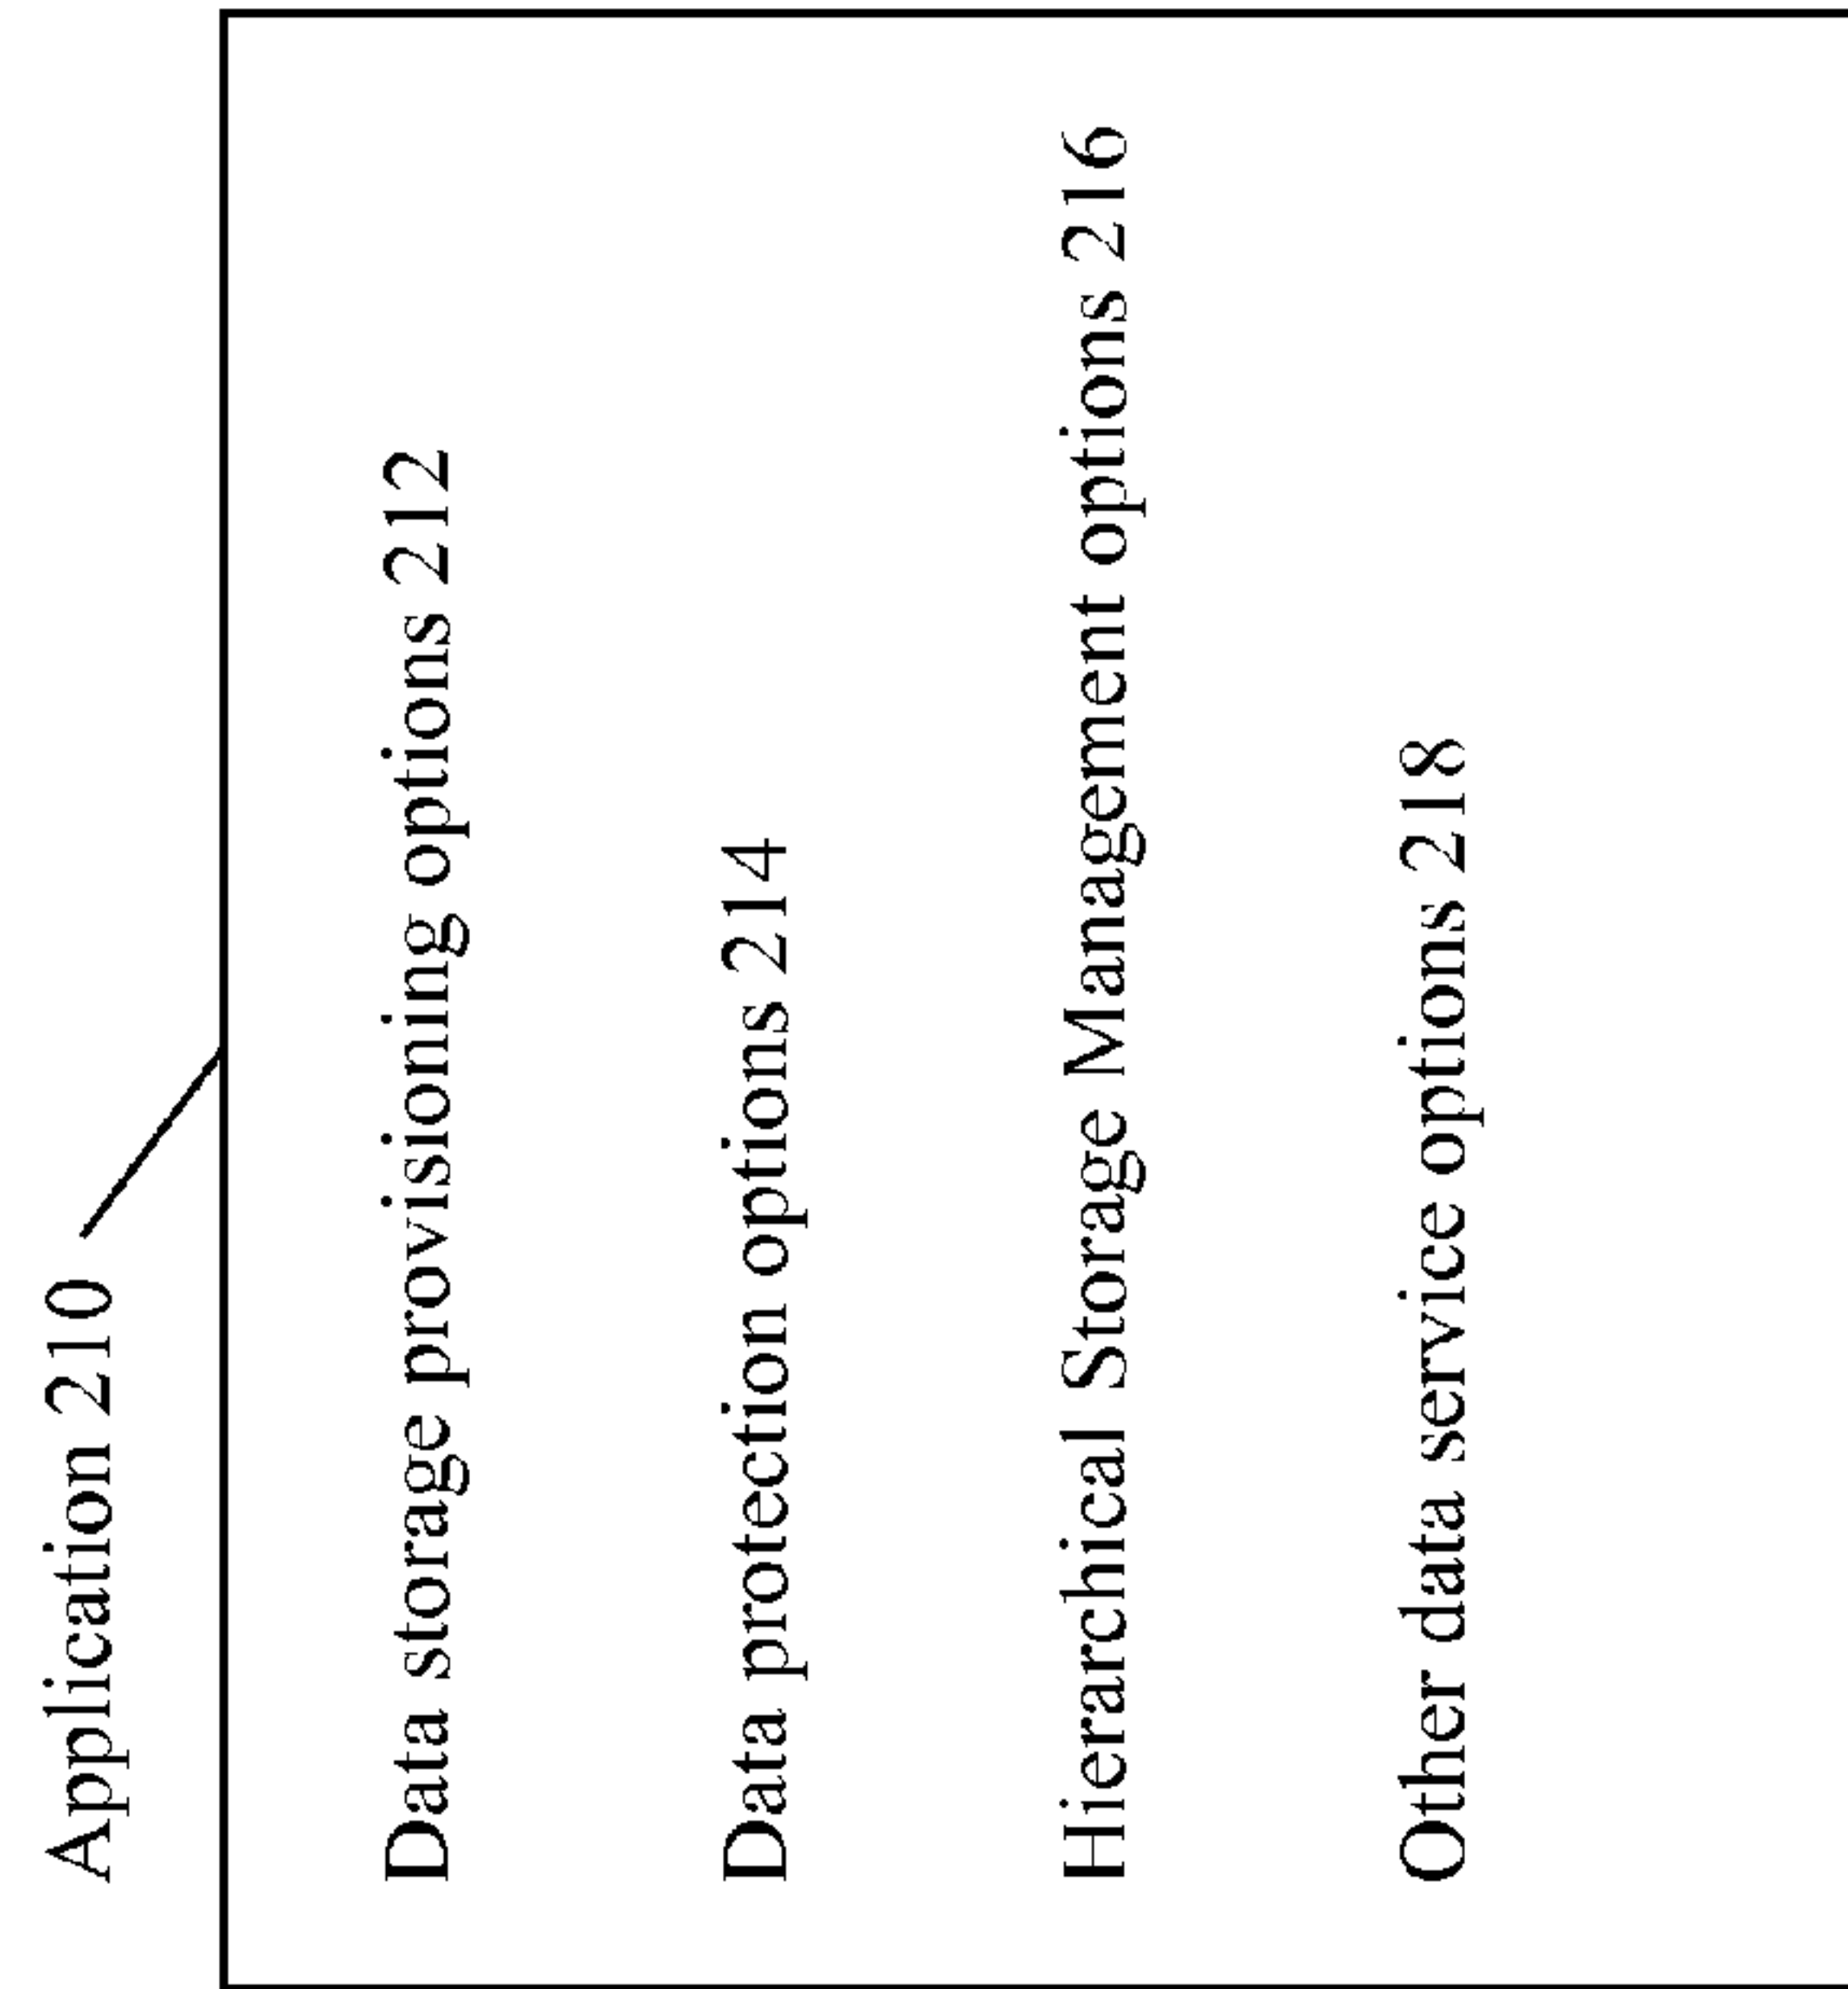 Application 210
Data storage provisioning options 212
Data protection options 214
Hierarchical Storage Management options 216
Other data service options 218